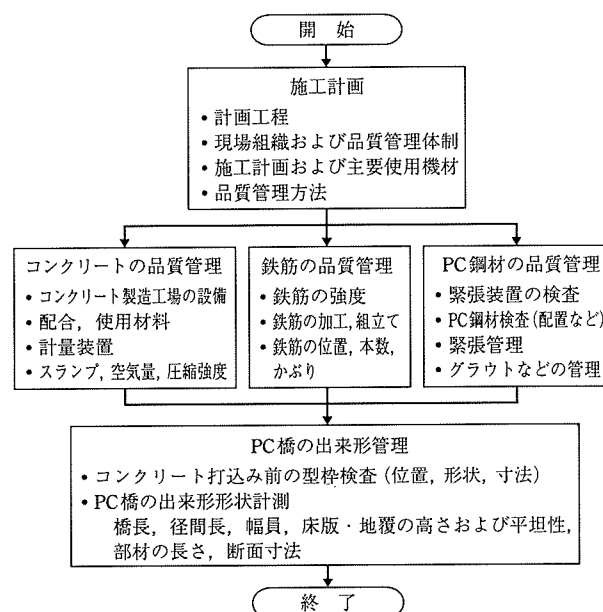 開　始
施工計画
• 計画工程
• 現場組織および品質管理体制
• 施工計画および主要使用機材
• 品質管理方法
コンクリートの品質管理
• コンクリート製造工場の設備
• 配合，使用材料
• 計量装置
• スランプ，空気量，圧縮強度
鉄筋の品質管理
• 鉄筋の強度
• 鉄筋の加工，組立て
• 鉄筋の位置，本数，
かぶり
PC鋼材の品質管理
• 緊張装置の検査
• PC鋼材検査（配置など）
• 緊張管理
• グラウトなどの管理
PC橋の出来形管理
• コンクリート打込み前の型枠検査（位置，形状，寸法）
• PC橋の出来形形状計測
橋長，径間長，幅員，床版・地覆の高さおよび平坦性，
部材の長さ，断面寸法
終　了